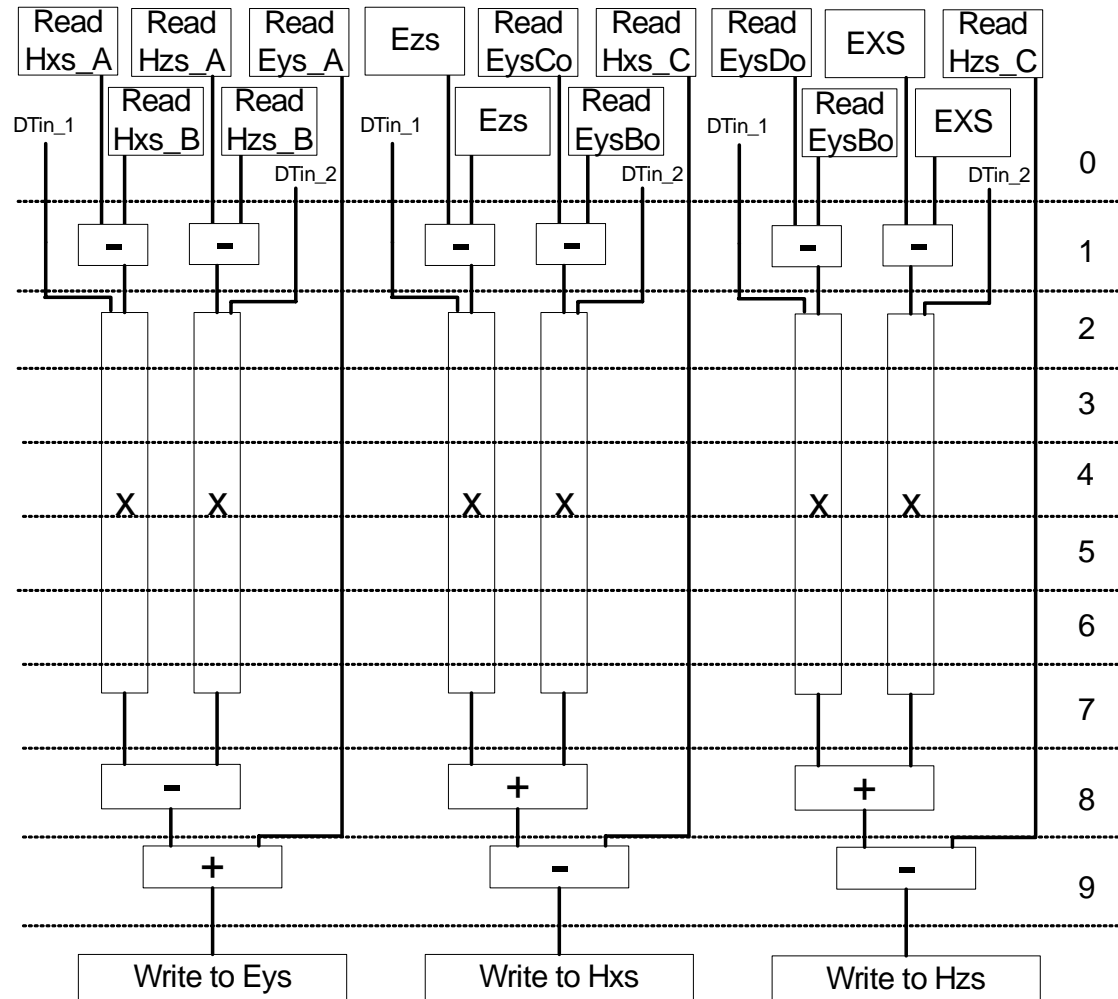 Read Hxs_A
Read Hzs_A
Read Eys_A
Ezs
Read EysCo
Read Hxs_C
Read EysDo
EXS
Read Hzs_C
DTin_1
Read Hxs_B
Read Hzs_B
DTin_2
DTin_1
Ezs
Read EysBo
DTin_2
DTin_1
Read EysBo
EXS
DTin_2
0
- - - - - -
1
2
3
4
X X X X X X
5
6
7
- + +
8
+ - -
9
Write to Eys
Write to Hxs
Write to Hzs